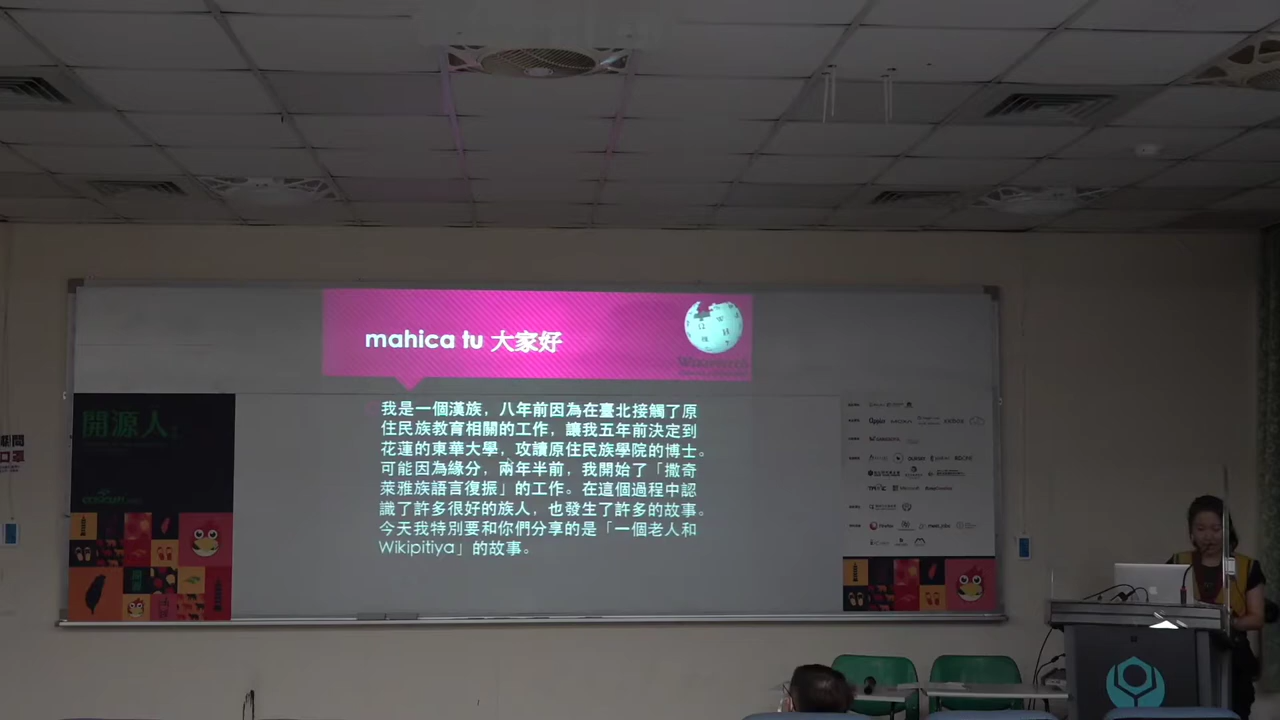 mahica tu 大家好
我是一個漢族，八年前因為在臺北接觸了原
住民族教育相關的工作，讓我五年前決定到
花蓮的東華大學，攻讀原住民族學院的博士。
可能因為緣分，兩年半前，我開始了「撒奇
萊雅族語言復振」的工作。在這個過程中認
識了許多很好的族人，也發生了許多的故事。
今天我特別要和你們分享的是「一個老人和
Wikipitiya」的故事。
開源人
口罩